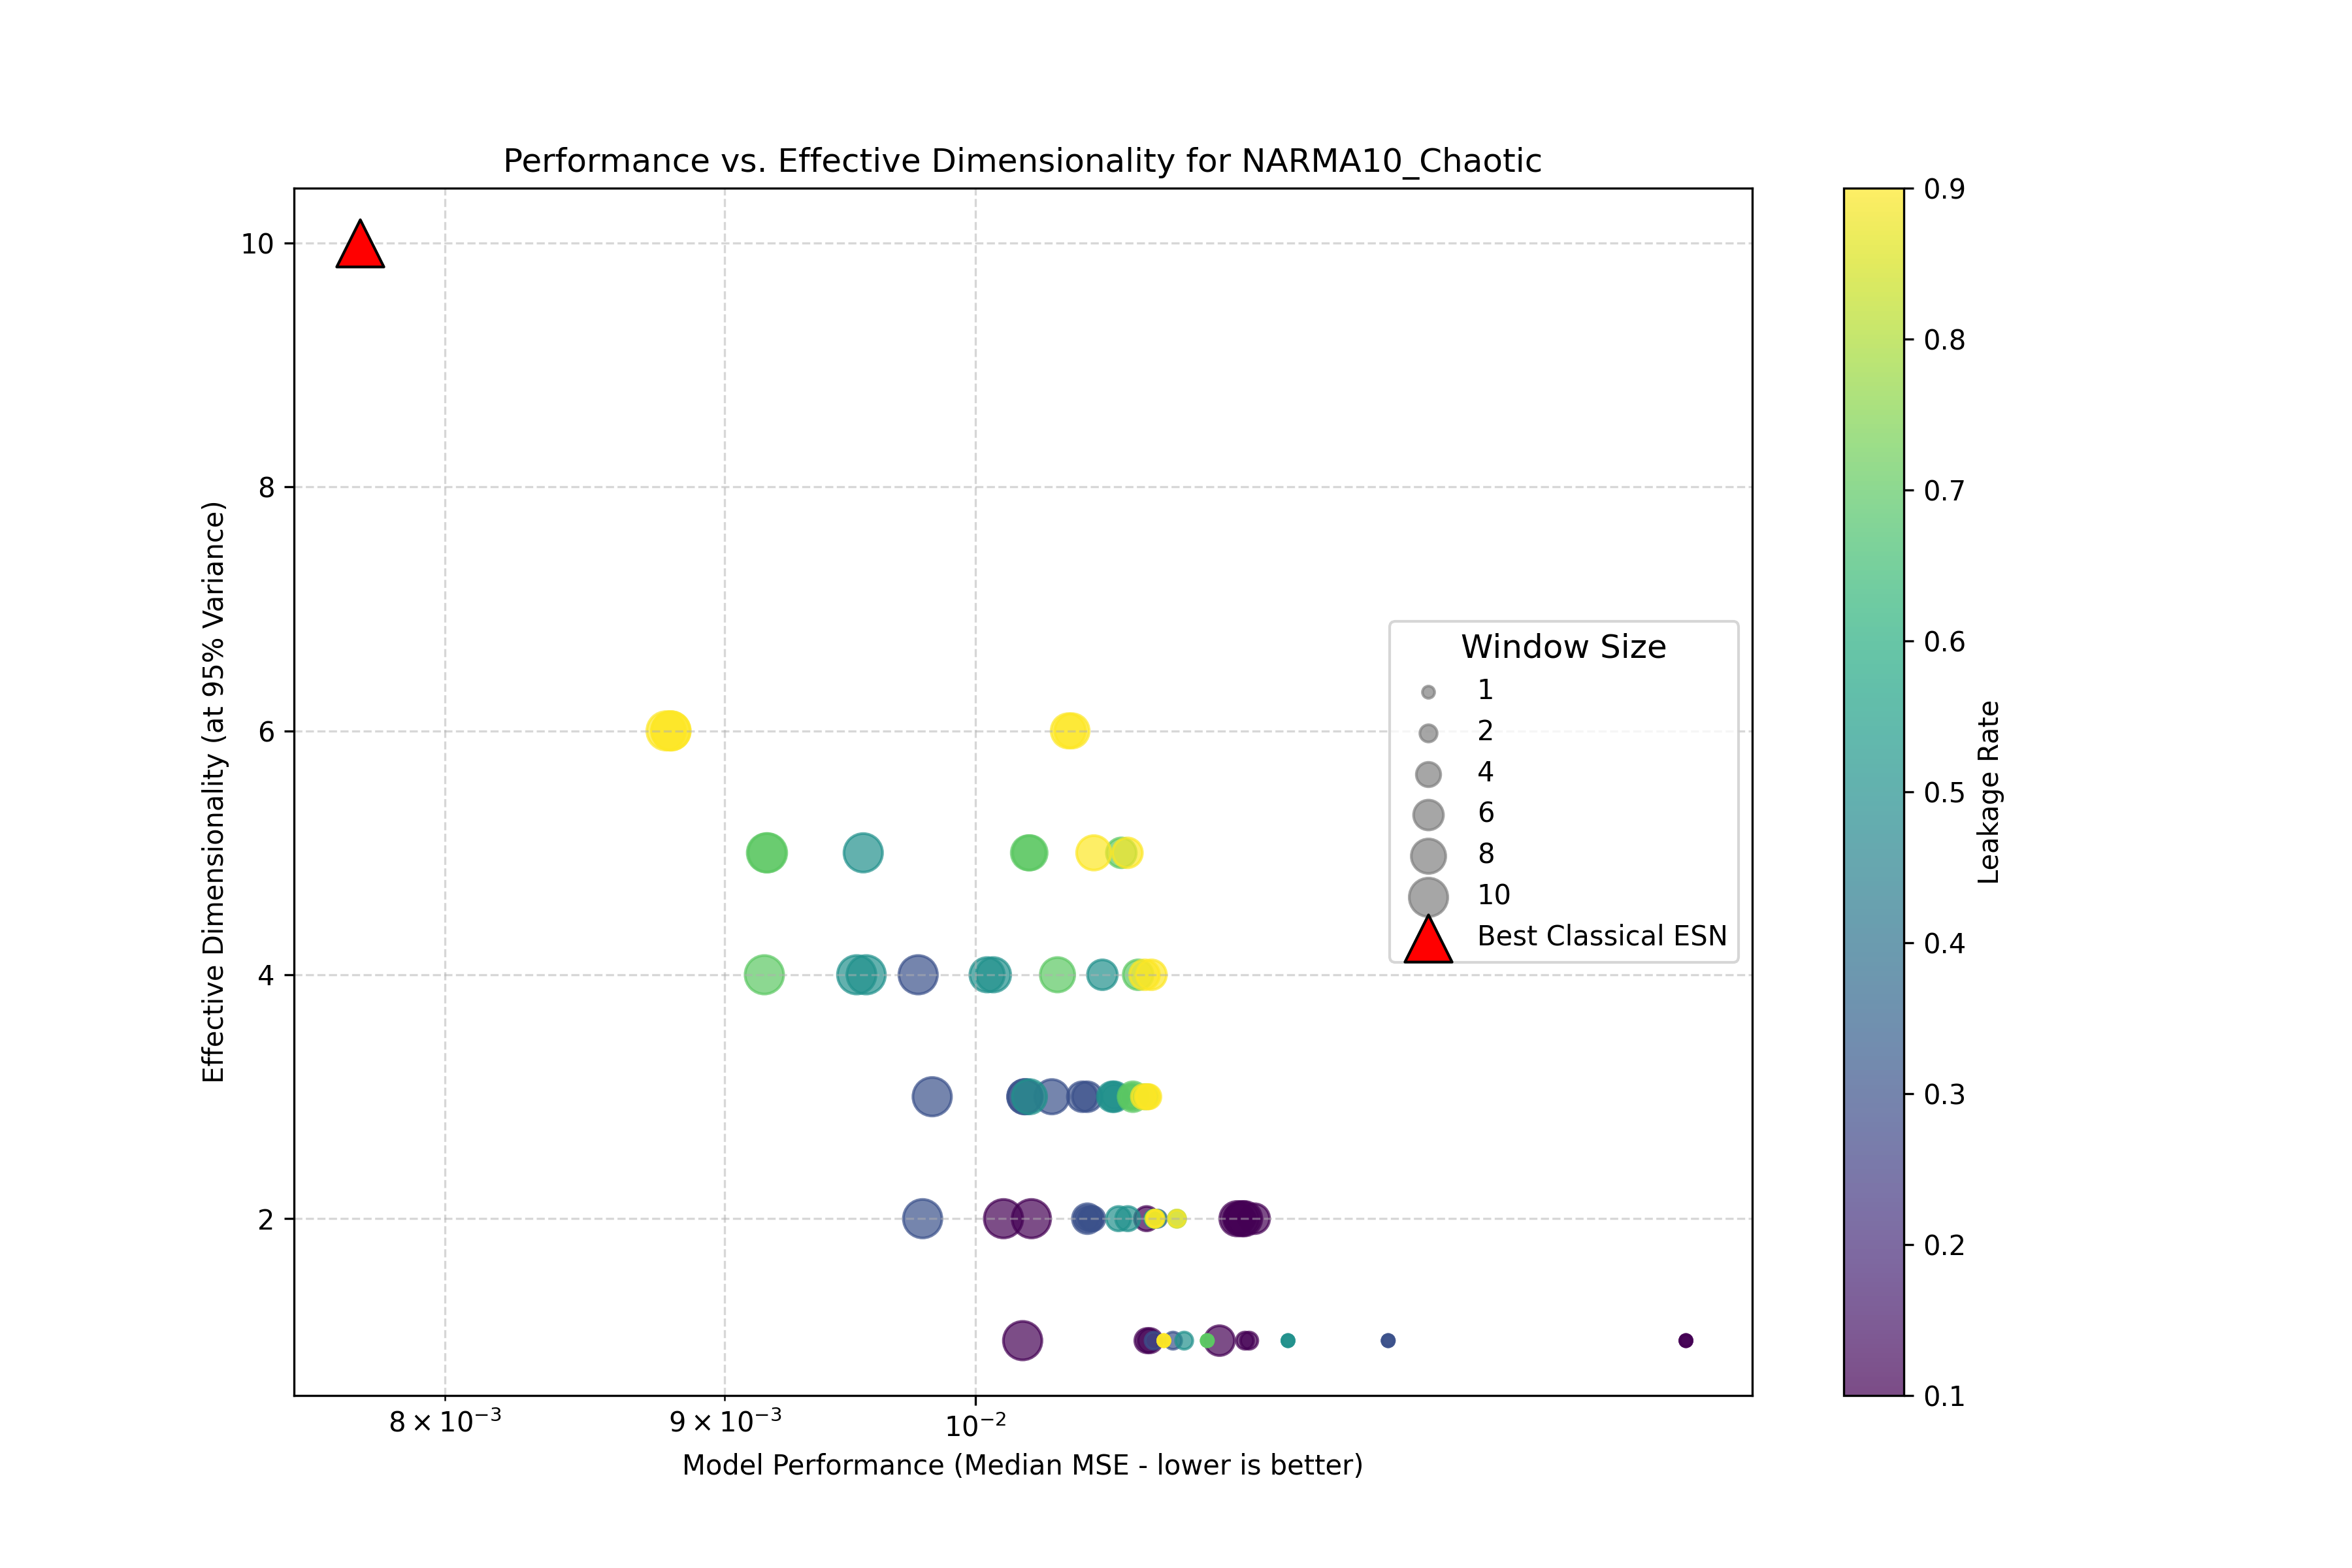 Performance vs. Effective Dimensionality for NARMA10_Chaotic
Effective Dimensionality (at 95% Variance)
10
8
6
4
2
8 × 10⁻³
9 × 10⁻³
10⁻²
Model Performance (Median MSE - lower is better)
Window Size
1
2
4
6
8
10
Best Classical ESN
0.9
0.8
0.7
0.6
0.5
0.4
0.3
0.2
0.1
Leakage Rate